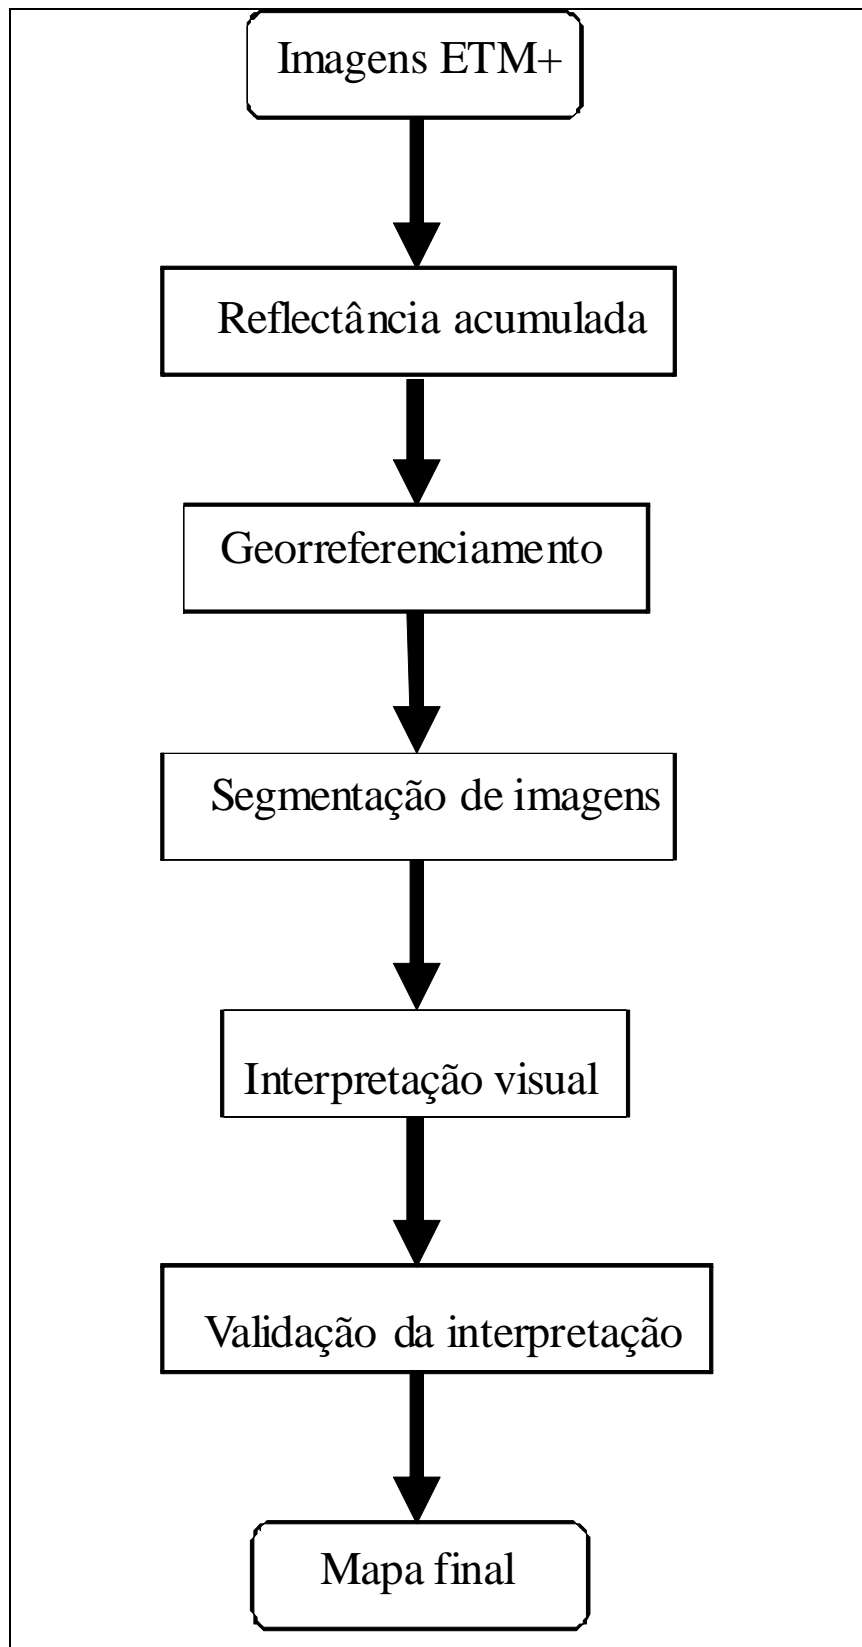 Imagens ETM+
Reflectância acumulada
Georreferenciamento
Segmentação de imagens
Interpretação visual
Validação da interpretação
Mapa final